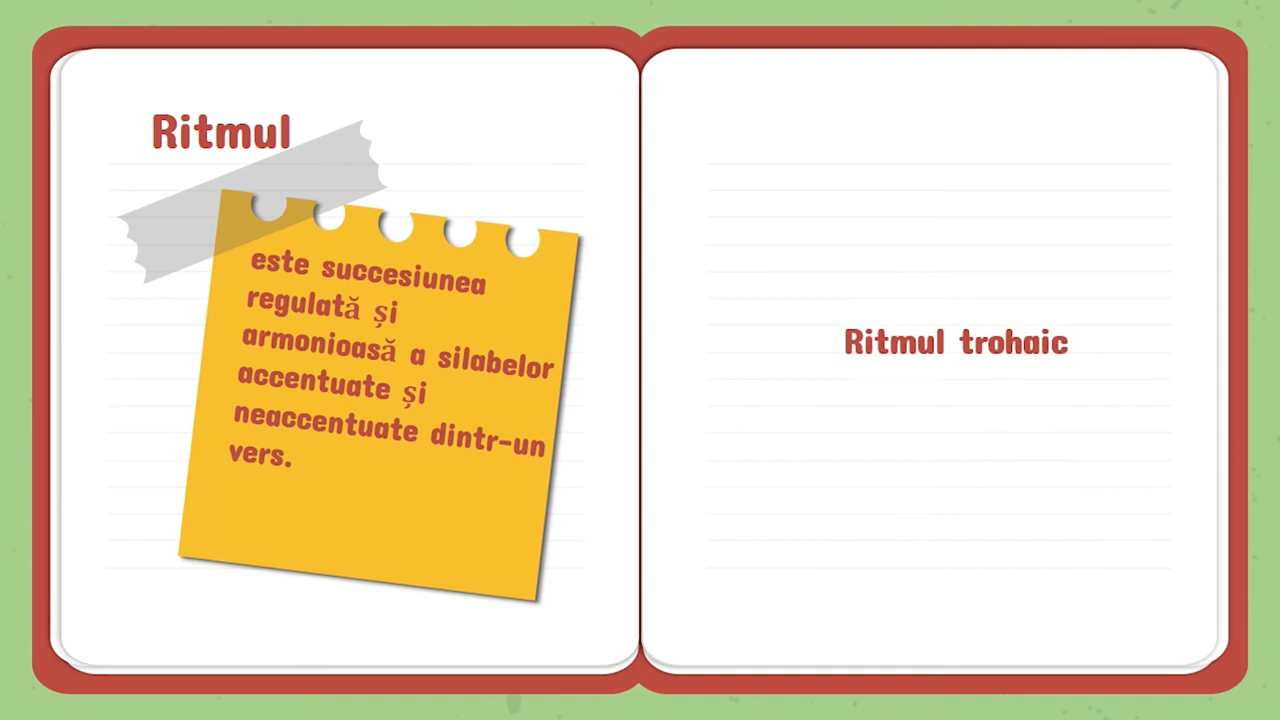 Ritmul
este succesiunea
regulată și
armonioasă a silabelor
accentuate și
neaccentuate dintr-un
vers.
Ritmul trohaic